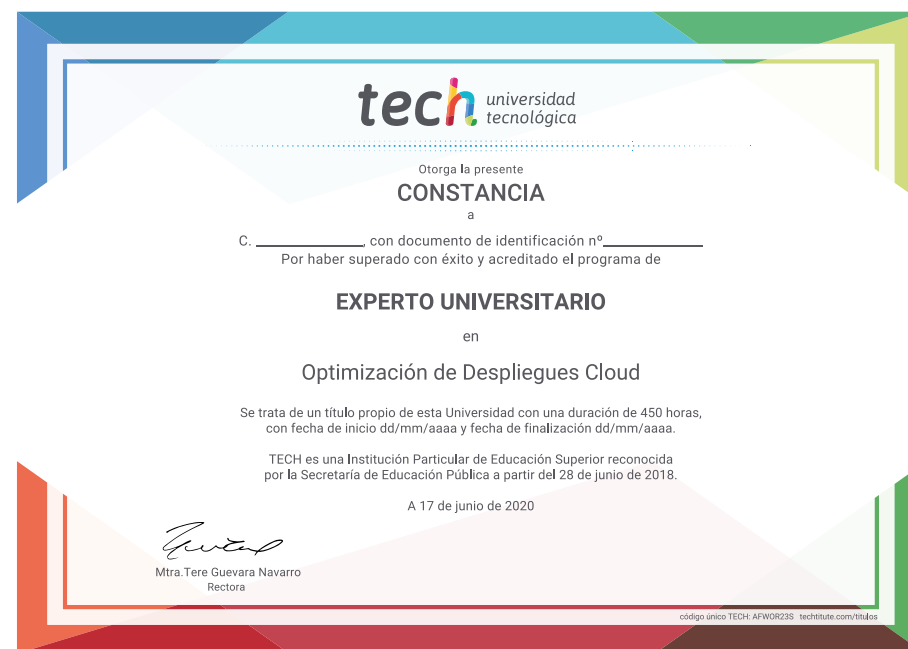 tech universidad
tecnológica
Otorga la presente
CONSTANCIA
a
C. ____________, con documento de identificación nº____________
Por haber superado con éxito y acreditado el programa de
EXPERTO UNIVERSITARIO
en
Optimización de Despliegues Cloud
Se trata de un título propio de esta Universidad con una duración de 450 horas,
con fecha de inicio dd/mm/aaaa y fecha de finalización dd/mm/aaaa.
TECH es una Institución Particular de Educación Superior reconocida
por la Secretaría de Educación Pública a partir del 28 de junio de 2018.
A 17 de junio de 2020
Mtra.Tere Guevara Navarro
Rectora
código único TECH: AFWOR23S techtitute.com/titulos